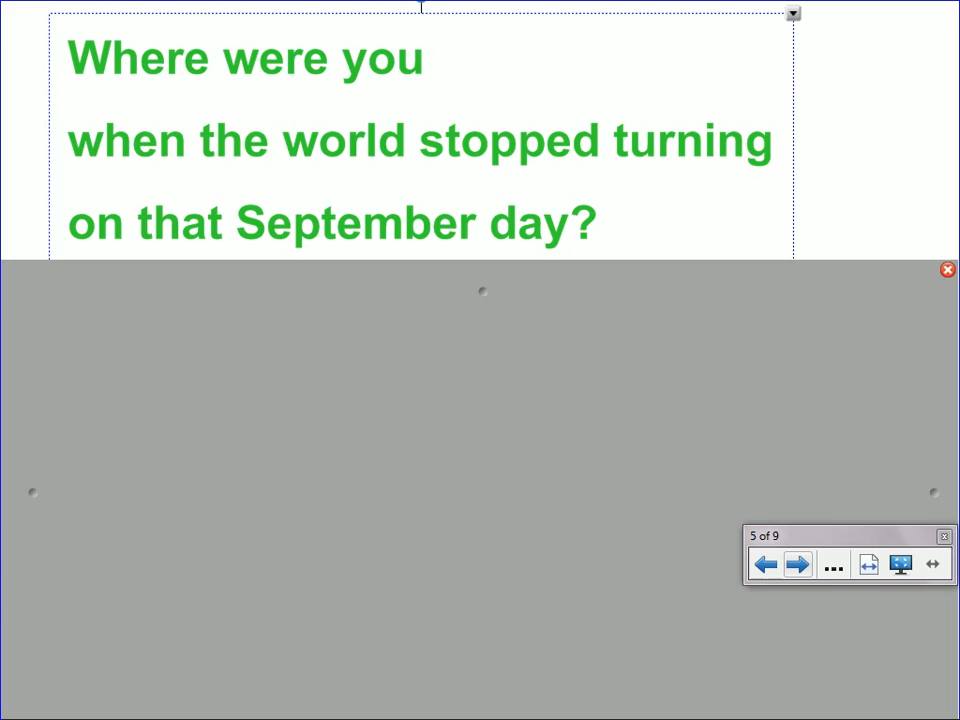 Where were you
when the world stopped turning
on that September day?
5 of 9
...